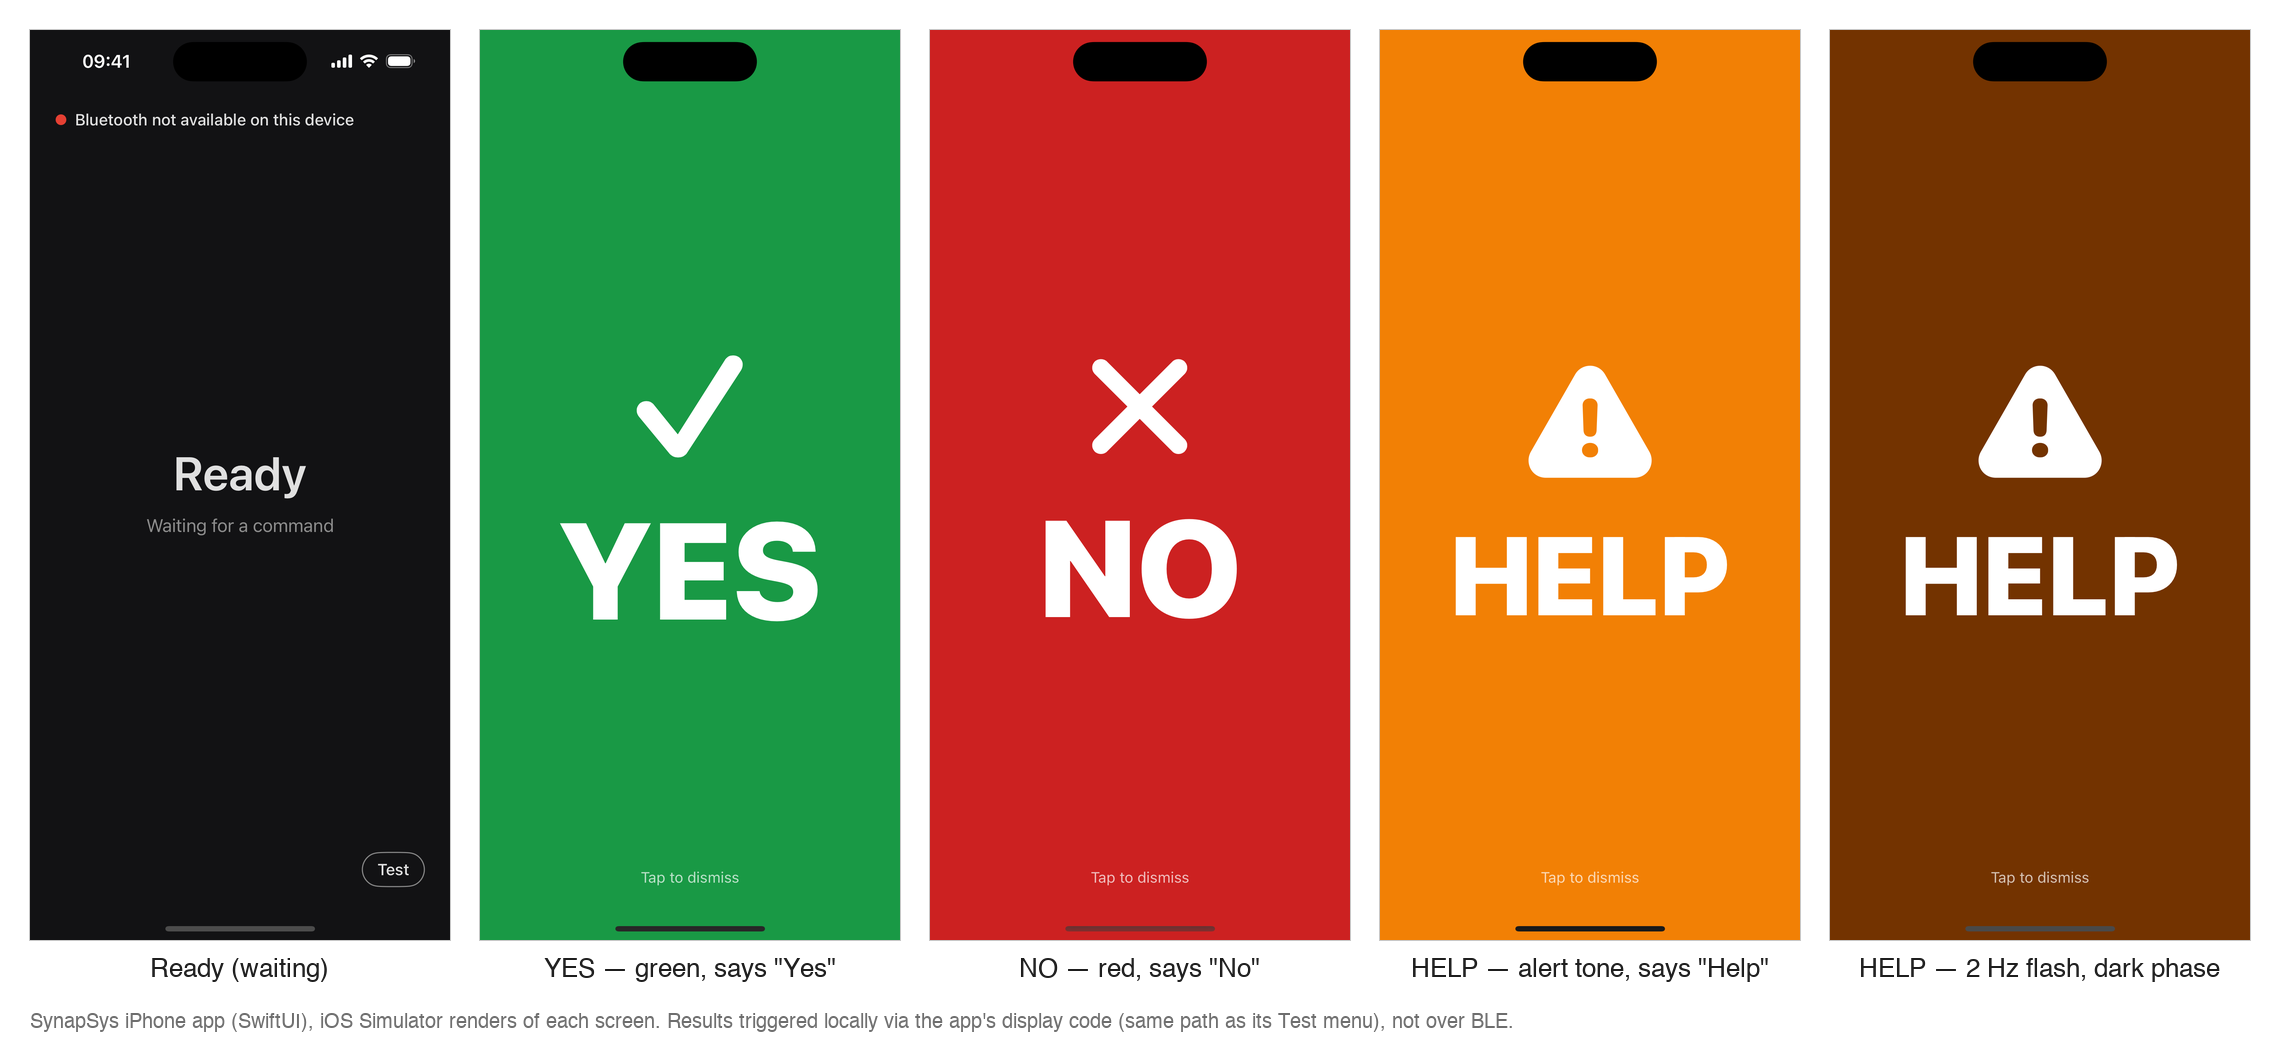 09:41
Bluetooth not available on this device
Ready
Waiting for a command
Test
YES
Tap to dismiss
NO
Tap to dismiss
HELP
Tap to dismiss
HELP
Tap to dismiss
Ready (waiting)
YES — green, says "Yes"
NO — red, says "No"
HELP — alert tone, says "Help"
HELP — 2 Hz flash, dark phase
SynapSys iPhone app (SwiftUI), iOS Simulator renders of each screen. Results triggered locally via the app's display code (same path as its Test menu), not over BLE.